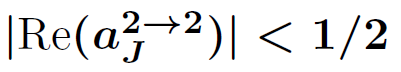 |Re(a_J^{2→2})| < 1/2